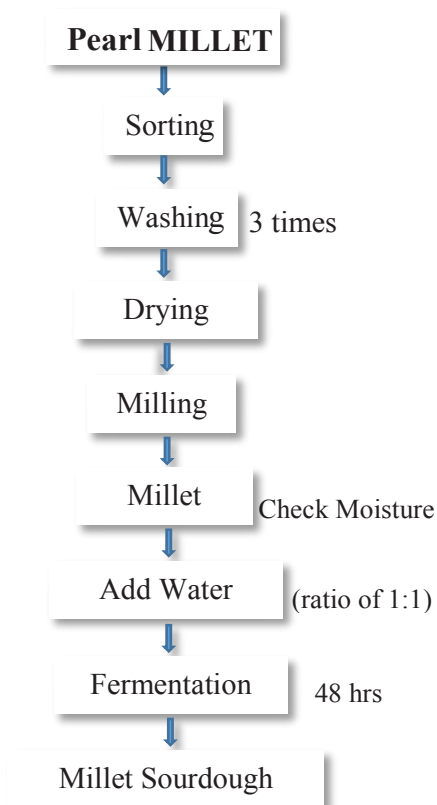 Pearl MILLET
Sorting
Washing 3 times
Drying
Milling
Millet Check Moisture
Add Water (ratio of 1:1)
Fermentation 48 hrs
Millet Sourdough